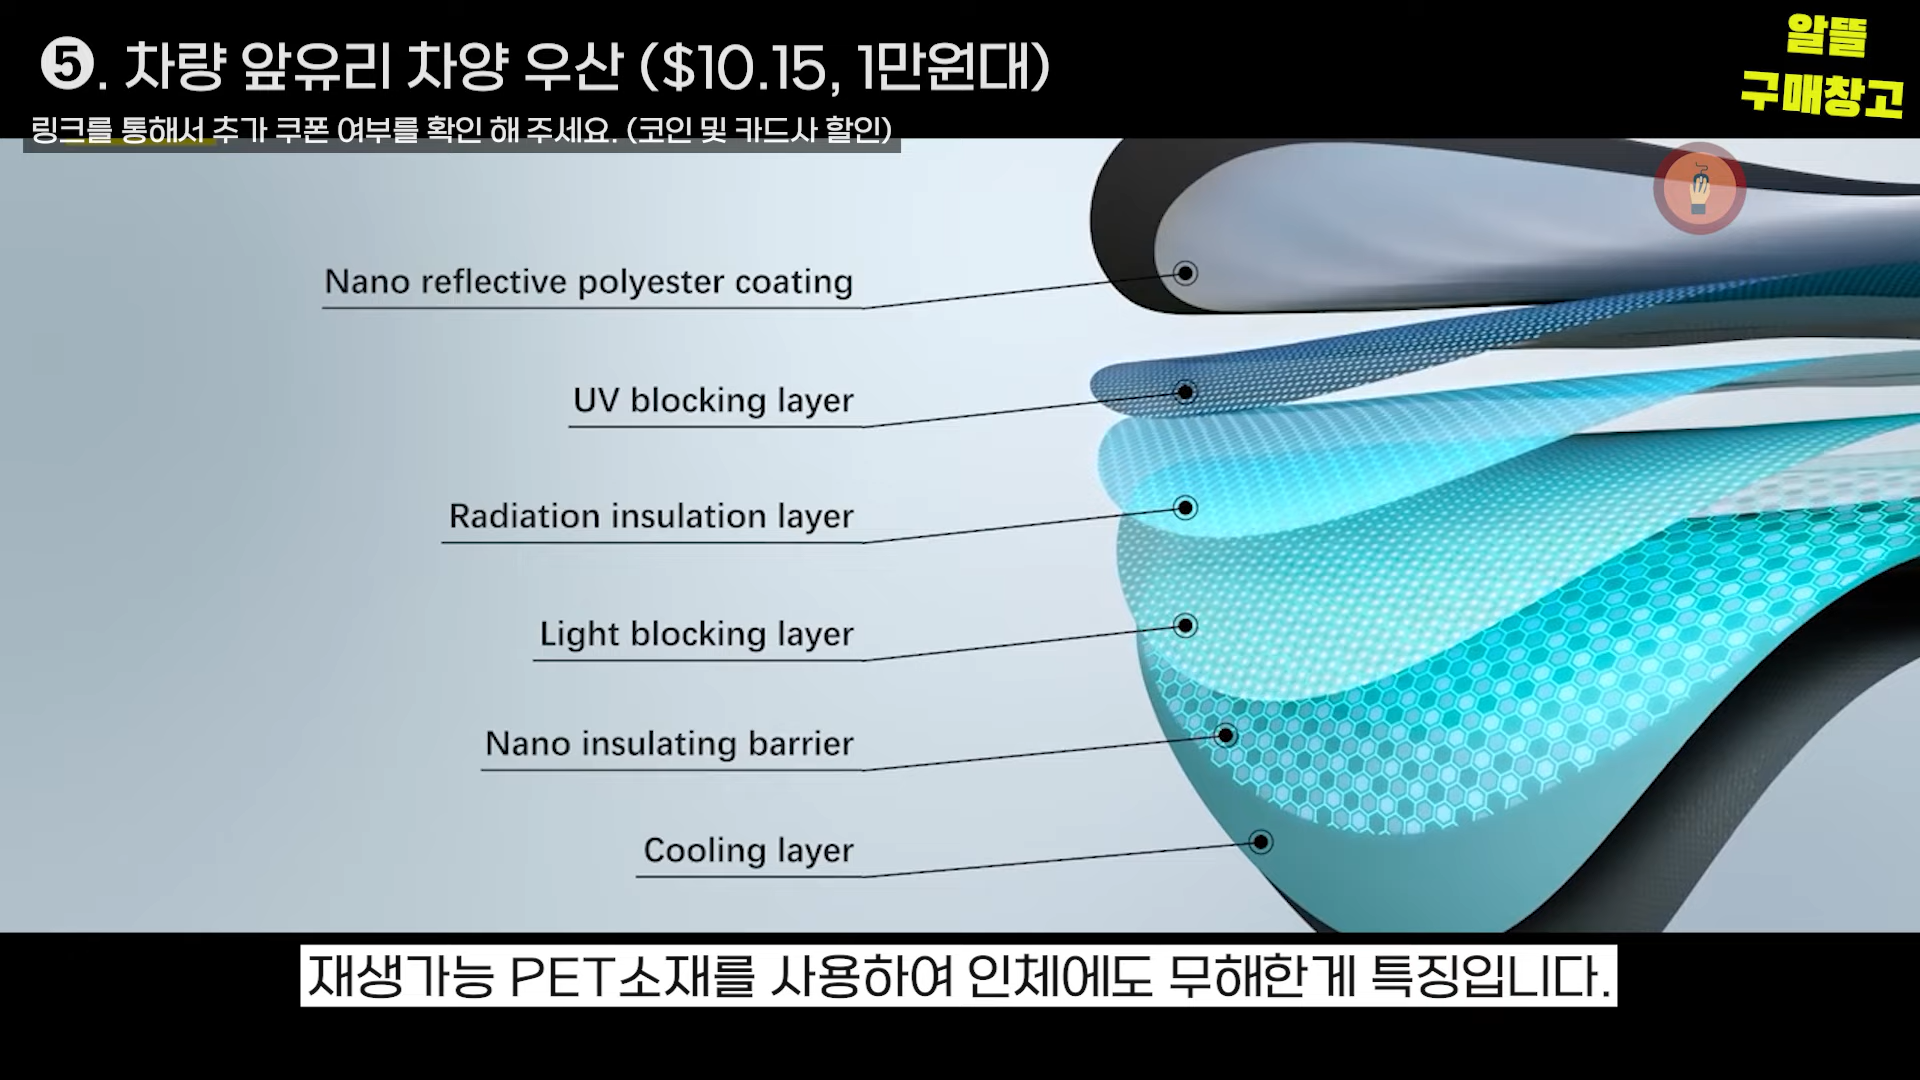 ❺. 차량 앞유리 차양 우산 ($10.15, 1만원대)
알뜰
구매창고
링크를 통해서 추가 쿠폰 여부를 확인 해 주세요. (코인 및 카드사 할인)
Nano reflective polyester coating
UV blocking layer
Radiation insulation layer
Light blocking layer
Nano insulating barrier
Cooling layer
재생가능 PET소재를 사용하여 인체에도 무해한게 특징입니다.